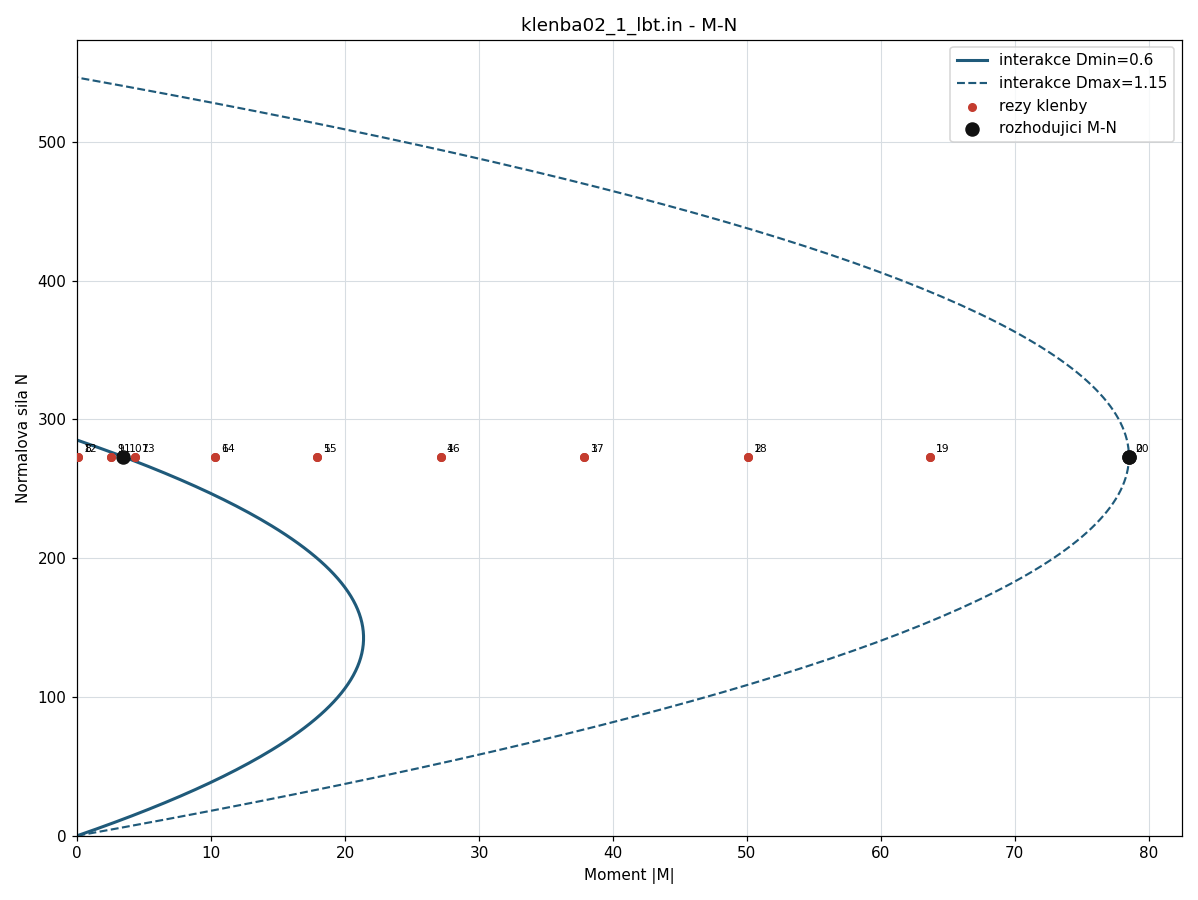 klenba02_1_lbt.in - M-N
interakce Dmin=0.6
interakce Dmax=1.15
rezy klenby
rozhodujici M-N
Normalova sila N
500
400
300
200
100
0
19
0 10 20 30 40 50 60 70 80
Moment |M|